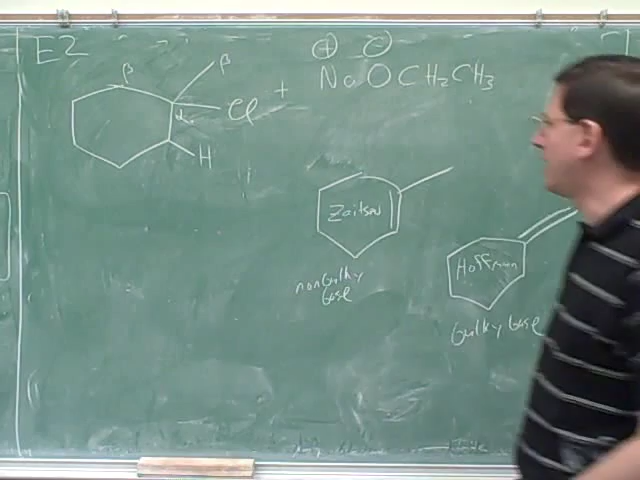 E2
β
β
α
Cl
H
+
⊕ ⊖
NaOCH2CH3
Zaitsev
nonbulky
base
Hoffman
bulky base